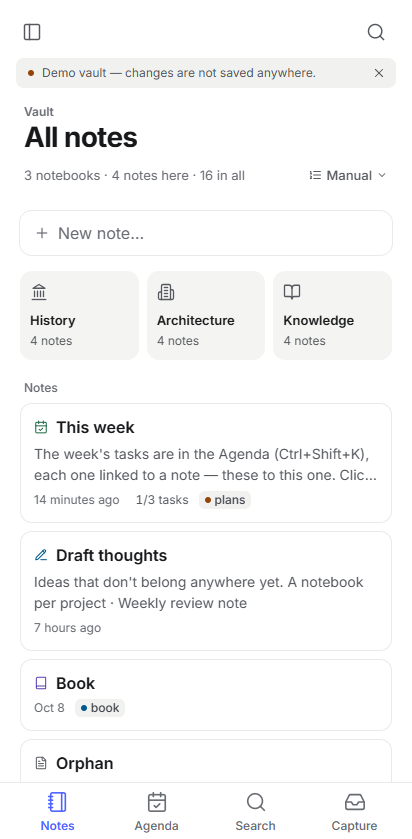 Demo vault — changes are not saved anywhere.
Vault
All notes
3 notebooks · 4 notes here · 16 in all
Manual
New note...
History
4 notes
Architecture
4 notes
Knowledge
4 notes
Notes
This week
The week's tasks are in the Agenda (Ctrl+Shift+K),
each one linked to a note — these to this one. Clic...
14 minutes ago 1/3 tasks plans
Draft thoughts
Ideas that don't belong anywhere yet. A notebook
per project · Weekly review note
7 hours ago
Book
Oct 8 book
Orphan
Notes Agenda Search Capture